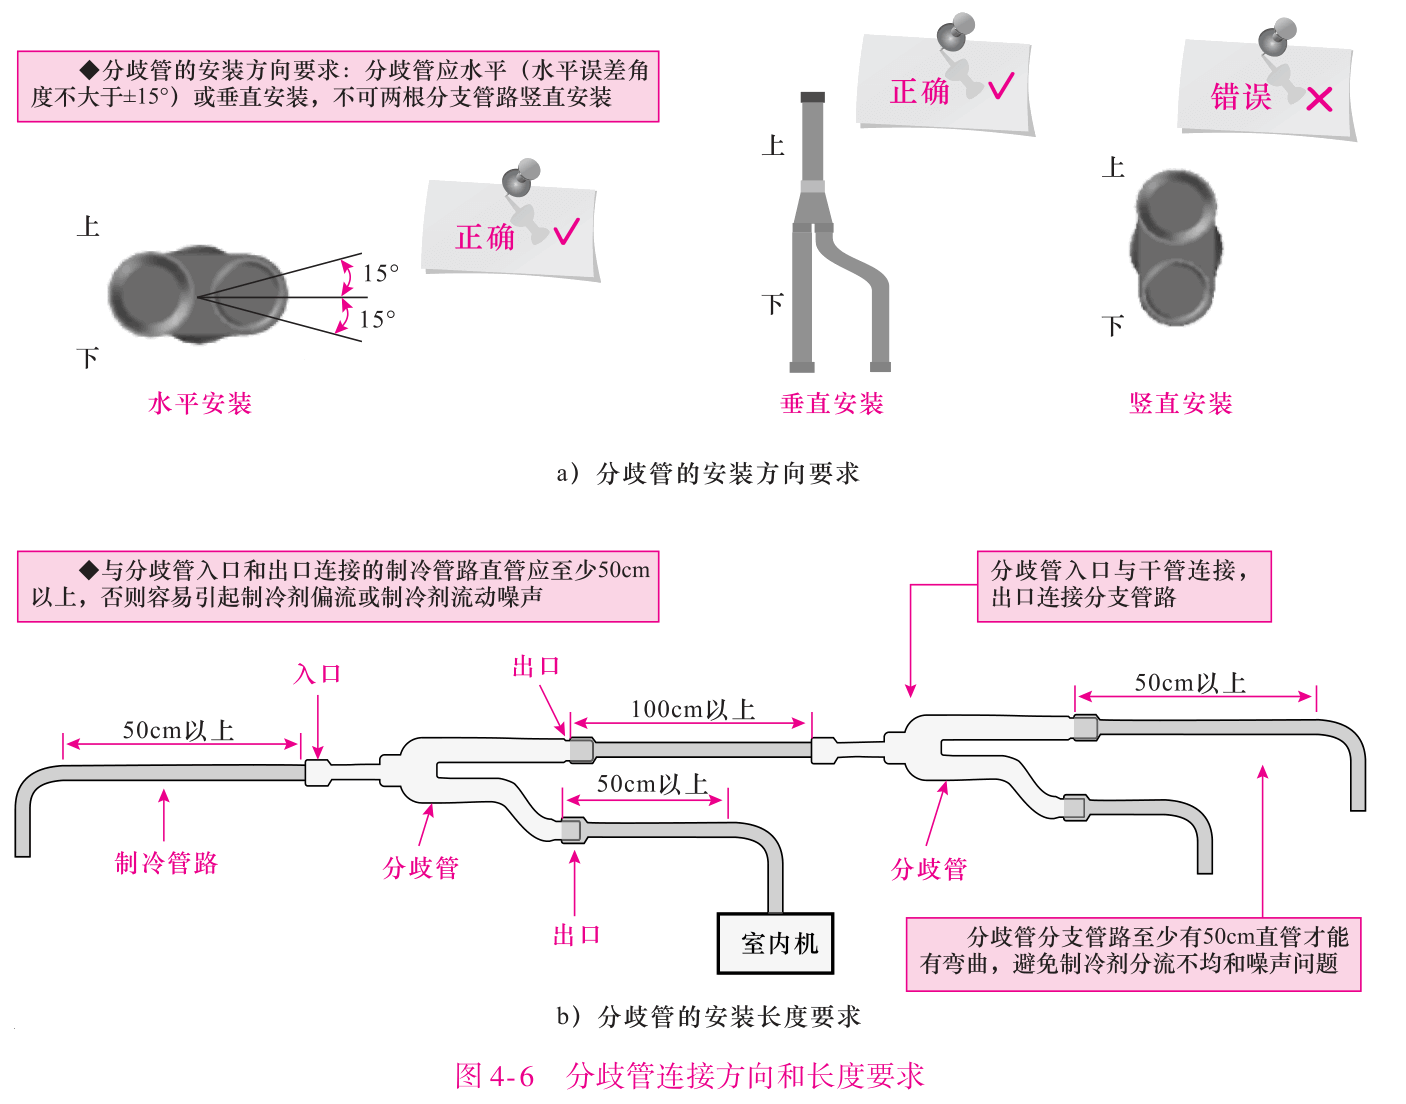 ◆分歧管的安装方向要求：分歧管应水平（水平误差角
度不大于±15°）或垂直安装，不可两根分支管路竖直安装
正确
上
下
15°
15°
水平安装
正确
上
下
垂直安装
错误
上
下
竖直安装
a）分歧管的安装方向要求
◆与分歧管入口和出口连接的制冷管路直管应至少50cm
以上，否则容易引起制冷剂偏流或制冷剂流动噪声
分歧管入口与干管连接，
出口连接分支管路
入口
出口
50cm以上
100cm以上
50cm以上
50cm以上
制冷管路
分歧管
出口
分歧管
室内机
分歧管分支管路至少有50cm直管才能
有弯曲，避免制冷剂分流不均和噪声问题
b）分歧管的安装长度要求
图 4-6　分歧管连接方向和长度要求